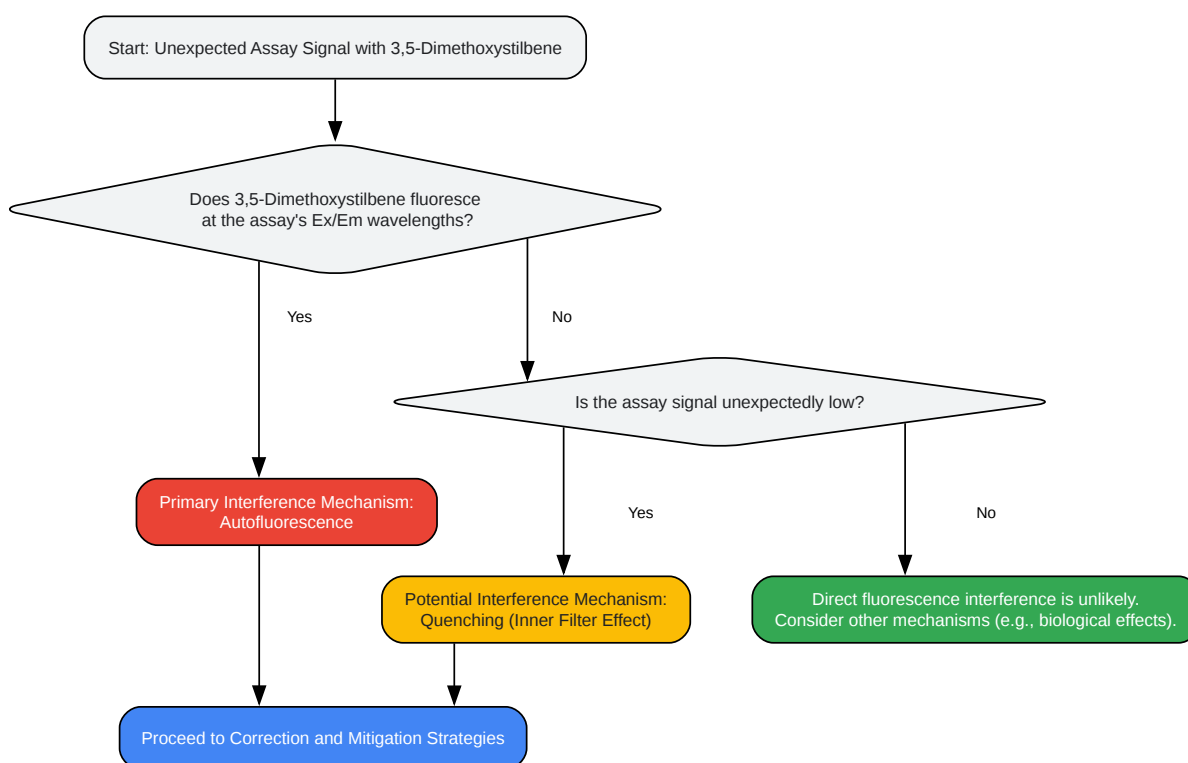 Start: Unexpected Assay Signal with 3,5-Dimethoxystilbene
Does 3,5-Dimethoxystilbene fluoresce
at the assay's Ex/Em wavelengths?
Yes
No
Is the assay signal unexpectedly low?
Primary Interference Mechanism:
Autofluorescence
Yes
No
Potential Interference Mechanism:
Quenching (Inner Filter Effect)
Direct fluorescence interference is unlikely.
Consider other mechanisms (e.g., biological effects).
Proceed to Correction and Mitigation Strategies